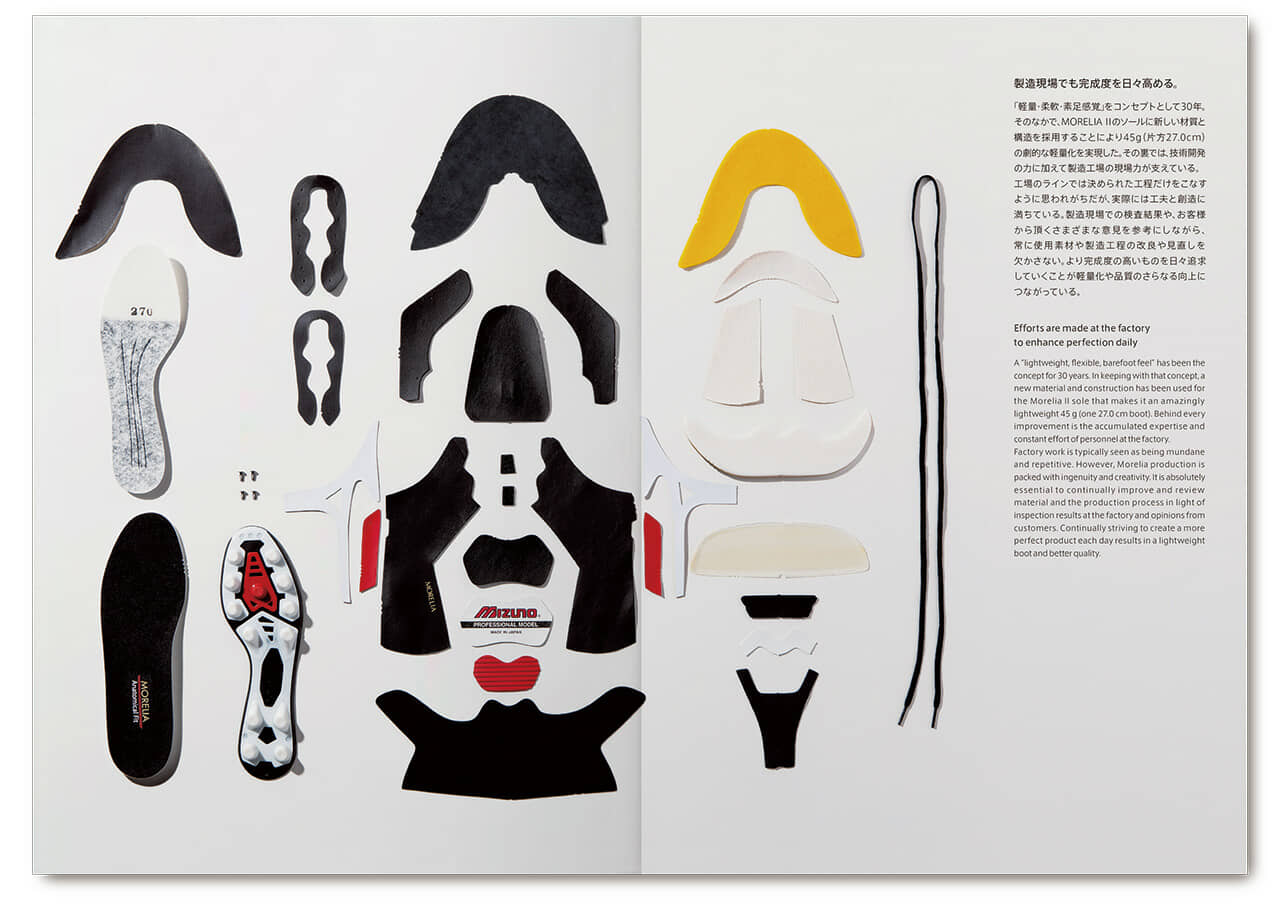 270
MORELIA
Anatomical Fit
MORELIA
MIZUNO
PROFESSIONAL MODEL
MADE IN JAPAN
製造現場でも完成度を日々高める。
「軽量・柔軟・素足感覚」をコンセプトとして30年。
そのなかで、MORELIA IIのソールに新しい材質と
構造を採用することにより45g（片方27.0cm）
の劇的な軽量化を実現した。その裏では、技術開発
の力に加えて製造工場の現場力が支えている。
工場のラインでは決められた工程だけをこなす
ように思われがちだが、実際には工夫と創造に
満ちている。製造現場での検査結果や、お客様
から頂くさまざまな意見を参考にしながら、
常に使用素材や製造工程の改良や見直しを
欠かさない。より完成度の高いものを日々追求
していくことが軽量化や品質のさらなる向上に
つながっている。
Efforts are made at the factory
to enhance perfection daily
A "lightweight, flexible, barefoot feel" has been the
concept for 30 years. In keeping with that concept, a
new material and construction has been used for
the Morelia II sole that makes it an amazingly
lightweight 45 g (one 27.0 cm boot). Behind every
improvement is the accumulated expertise and
constant effort of personnel at the factory.
Factory work is typically seen as being mundane
and repetitive. However, Morelia production is
packed with ingenuity and creativity. It is absolutely
essential to continually improve and review
material and the production process in light of
inspection results at the factory and opinions from
customers. Continually striving to create a more
perfect product each day results in a lightweight
boot and better quality.